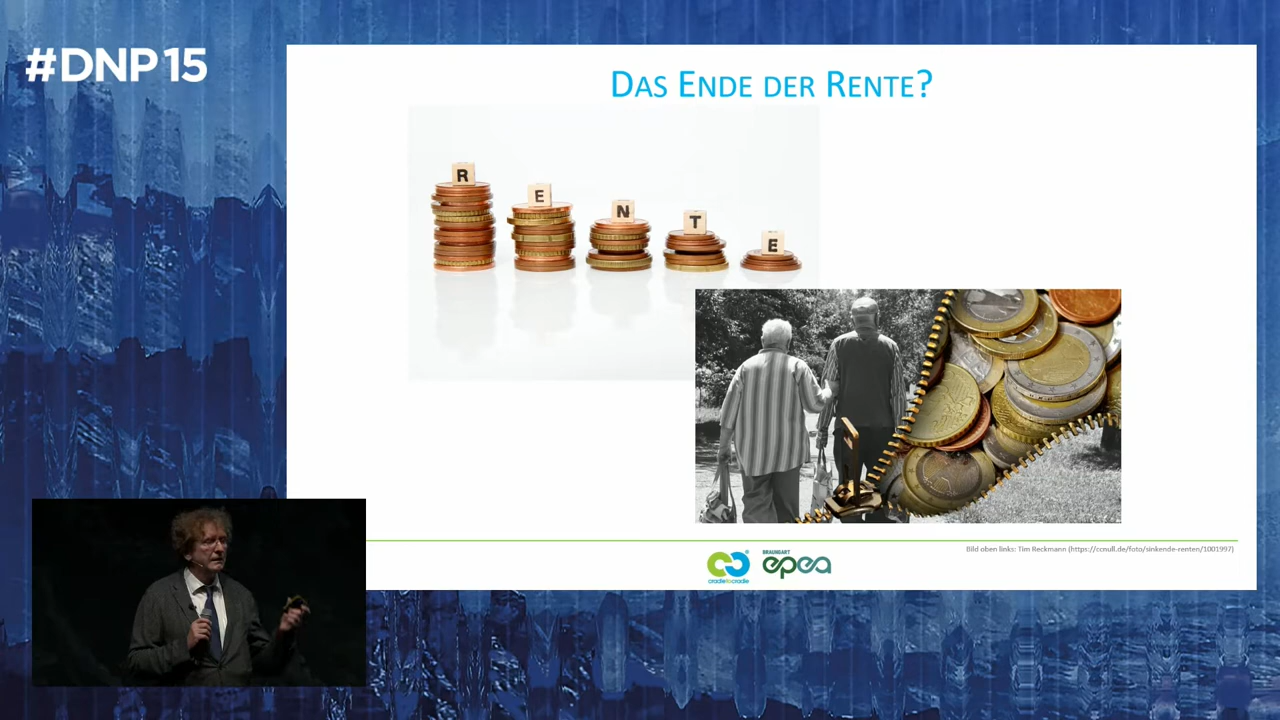 #DNP15
DAS ENDE DER RENTE?
R
E
N
T
E
Bild oben links: Tim Reckmann (https://ccnull.de/foto/sinkende-renten/1001997)
cradletocradle
BRAUNGART
epea